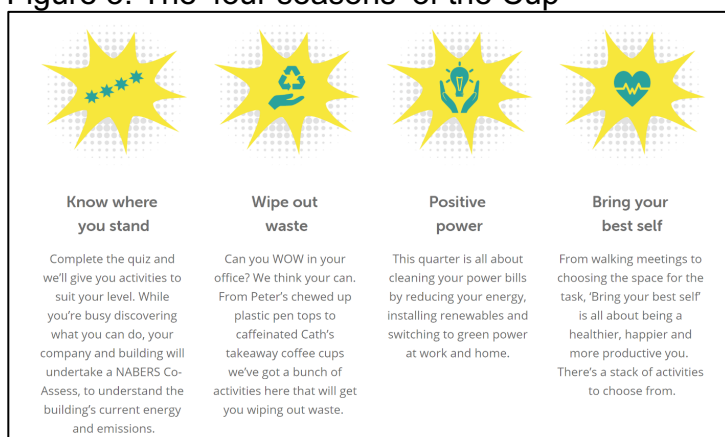 Figure 3. The 'four seasons' of the Cup
Know where
you stand
Complete the quiz and
we'll give you activities to
suit your level. While
you're busy discovering
what you can do, your
company and building will
undertake a NABERS Co-
Assess, to understand the
building's current energy
and emissions.
Wipe out
waste
Can you WOW in your
office? We think your can.
From Peter's chewed up
plastic pen tops to
caffeinated Cath's
takeaway coffee cups
we've got a bunch of
activities here that will get
you wiping out waste.
Positive
power
This quarter is all about
cleaning your power bills
by reducing your energy,
installing renewables and
switching to green power
at work and home.
Bring your
best self
From walking meetings to
choosing the space for the
task, 'Bring your best self'
is all about being a
healthier, happier and
more productive you.
There's a stack of activities
to choose from.